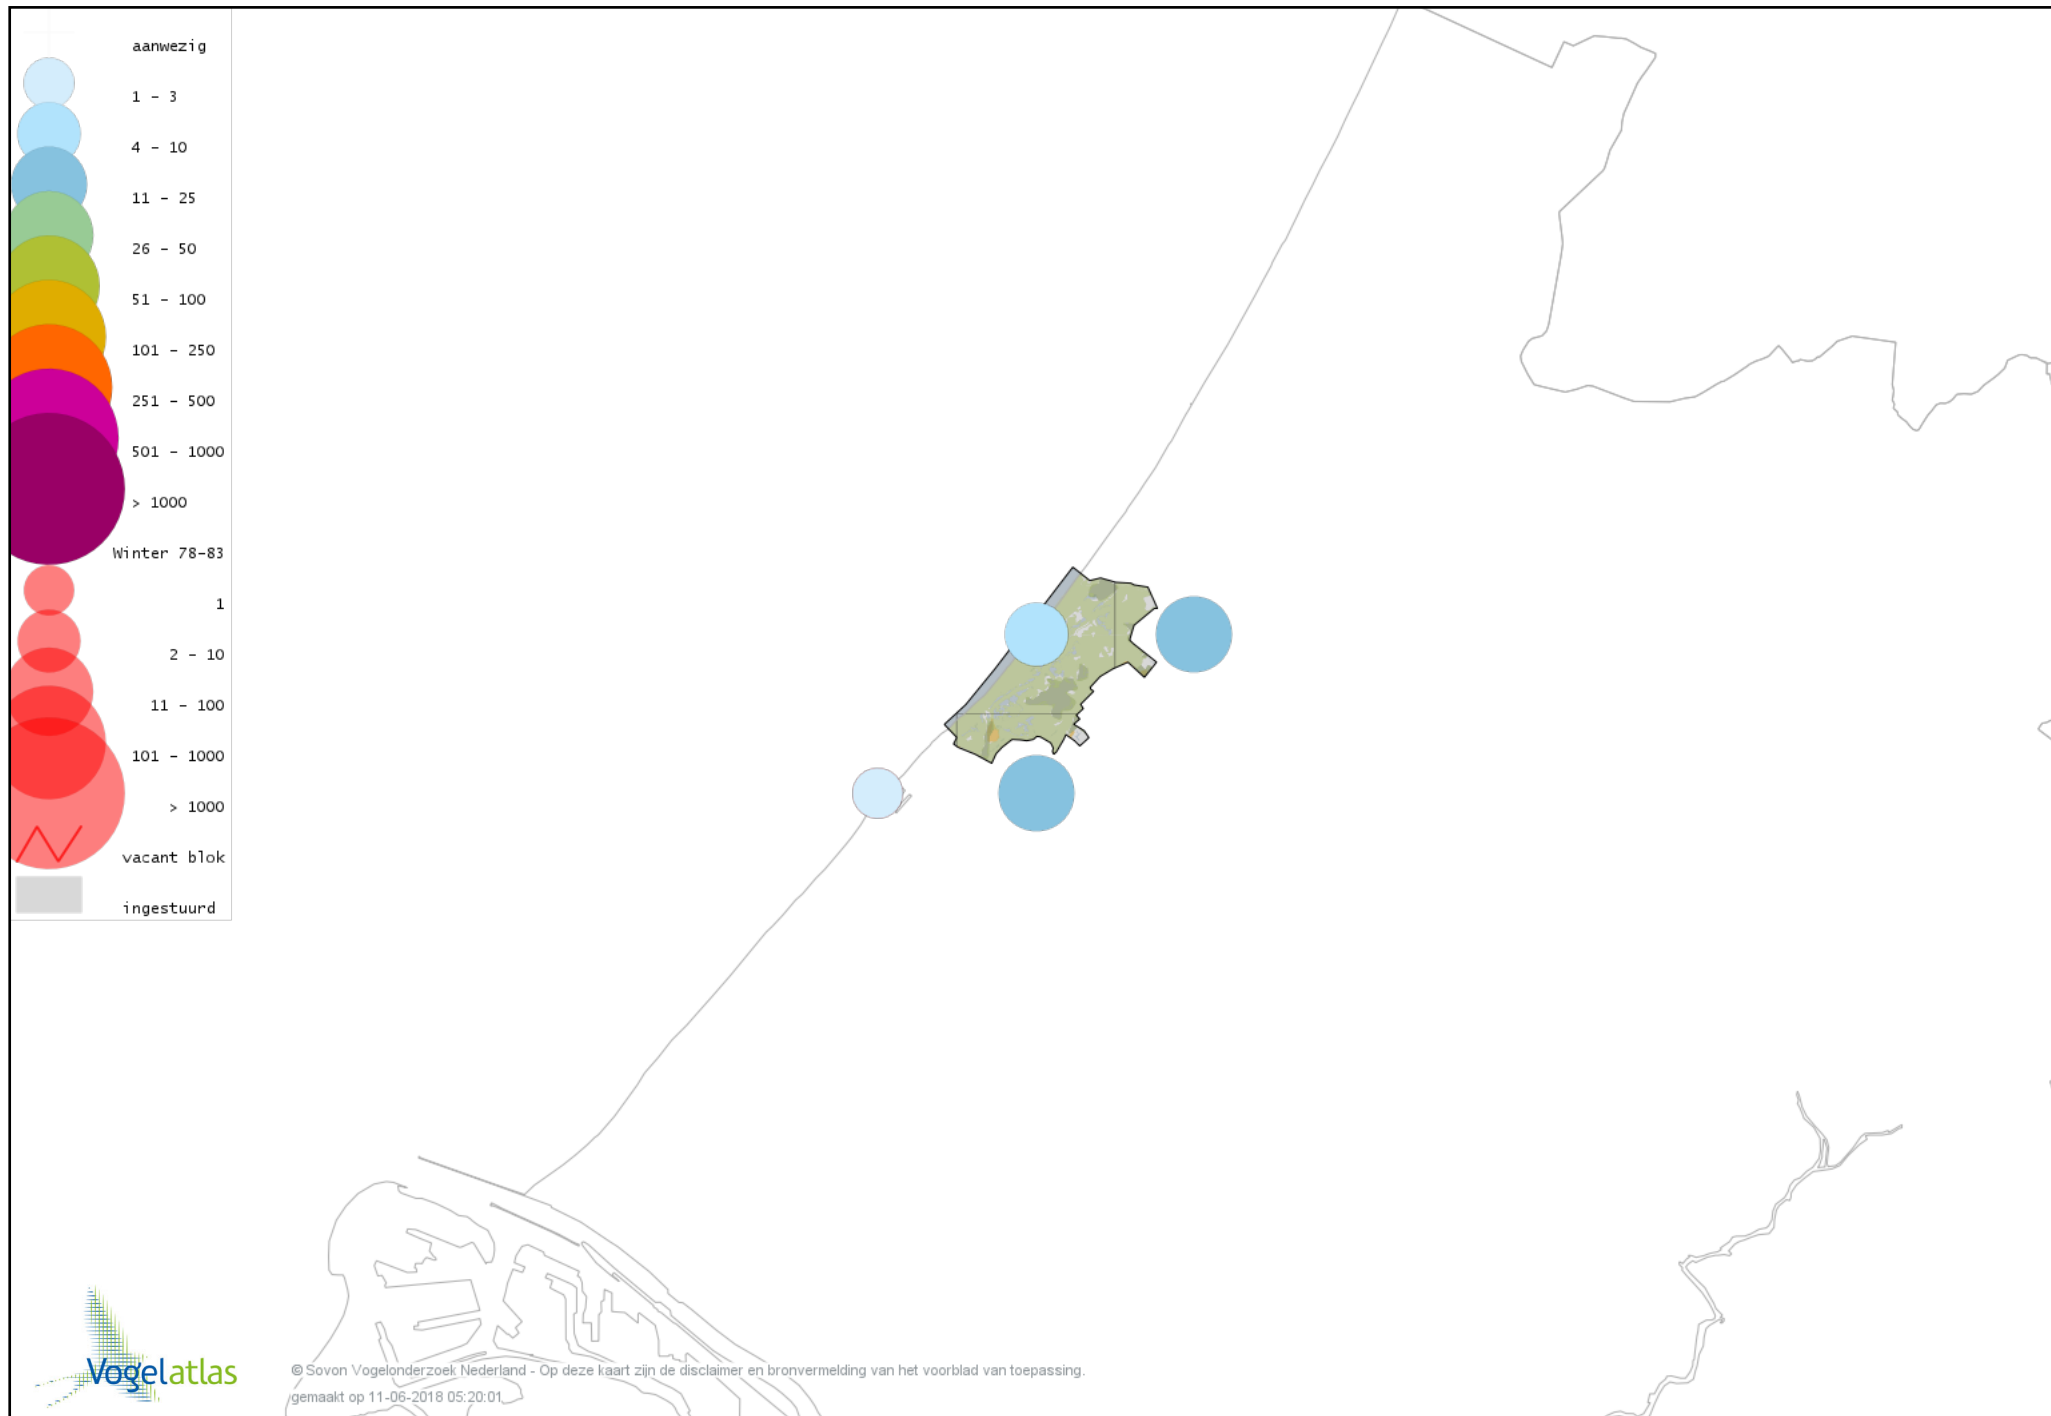 aanwezig
1 - 3
4 - 10
11 - 25
26 - 50
51 - 100
101 - 250
251 - 500
501 - 1000
> 1000
Winter 78-83
1
2 - 10
11 - 100
101 - 1000
> 1000
vacant blok
ingestuurd
Vogelatlas
© Sovon Vogelonderzoek Nederland - Op deze kaart zijn de disclaimer en bronvermelding van het voorblad van toepassing.
gemaakt op 11-06-2018 05:20:01